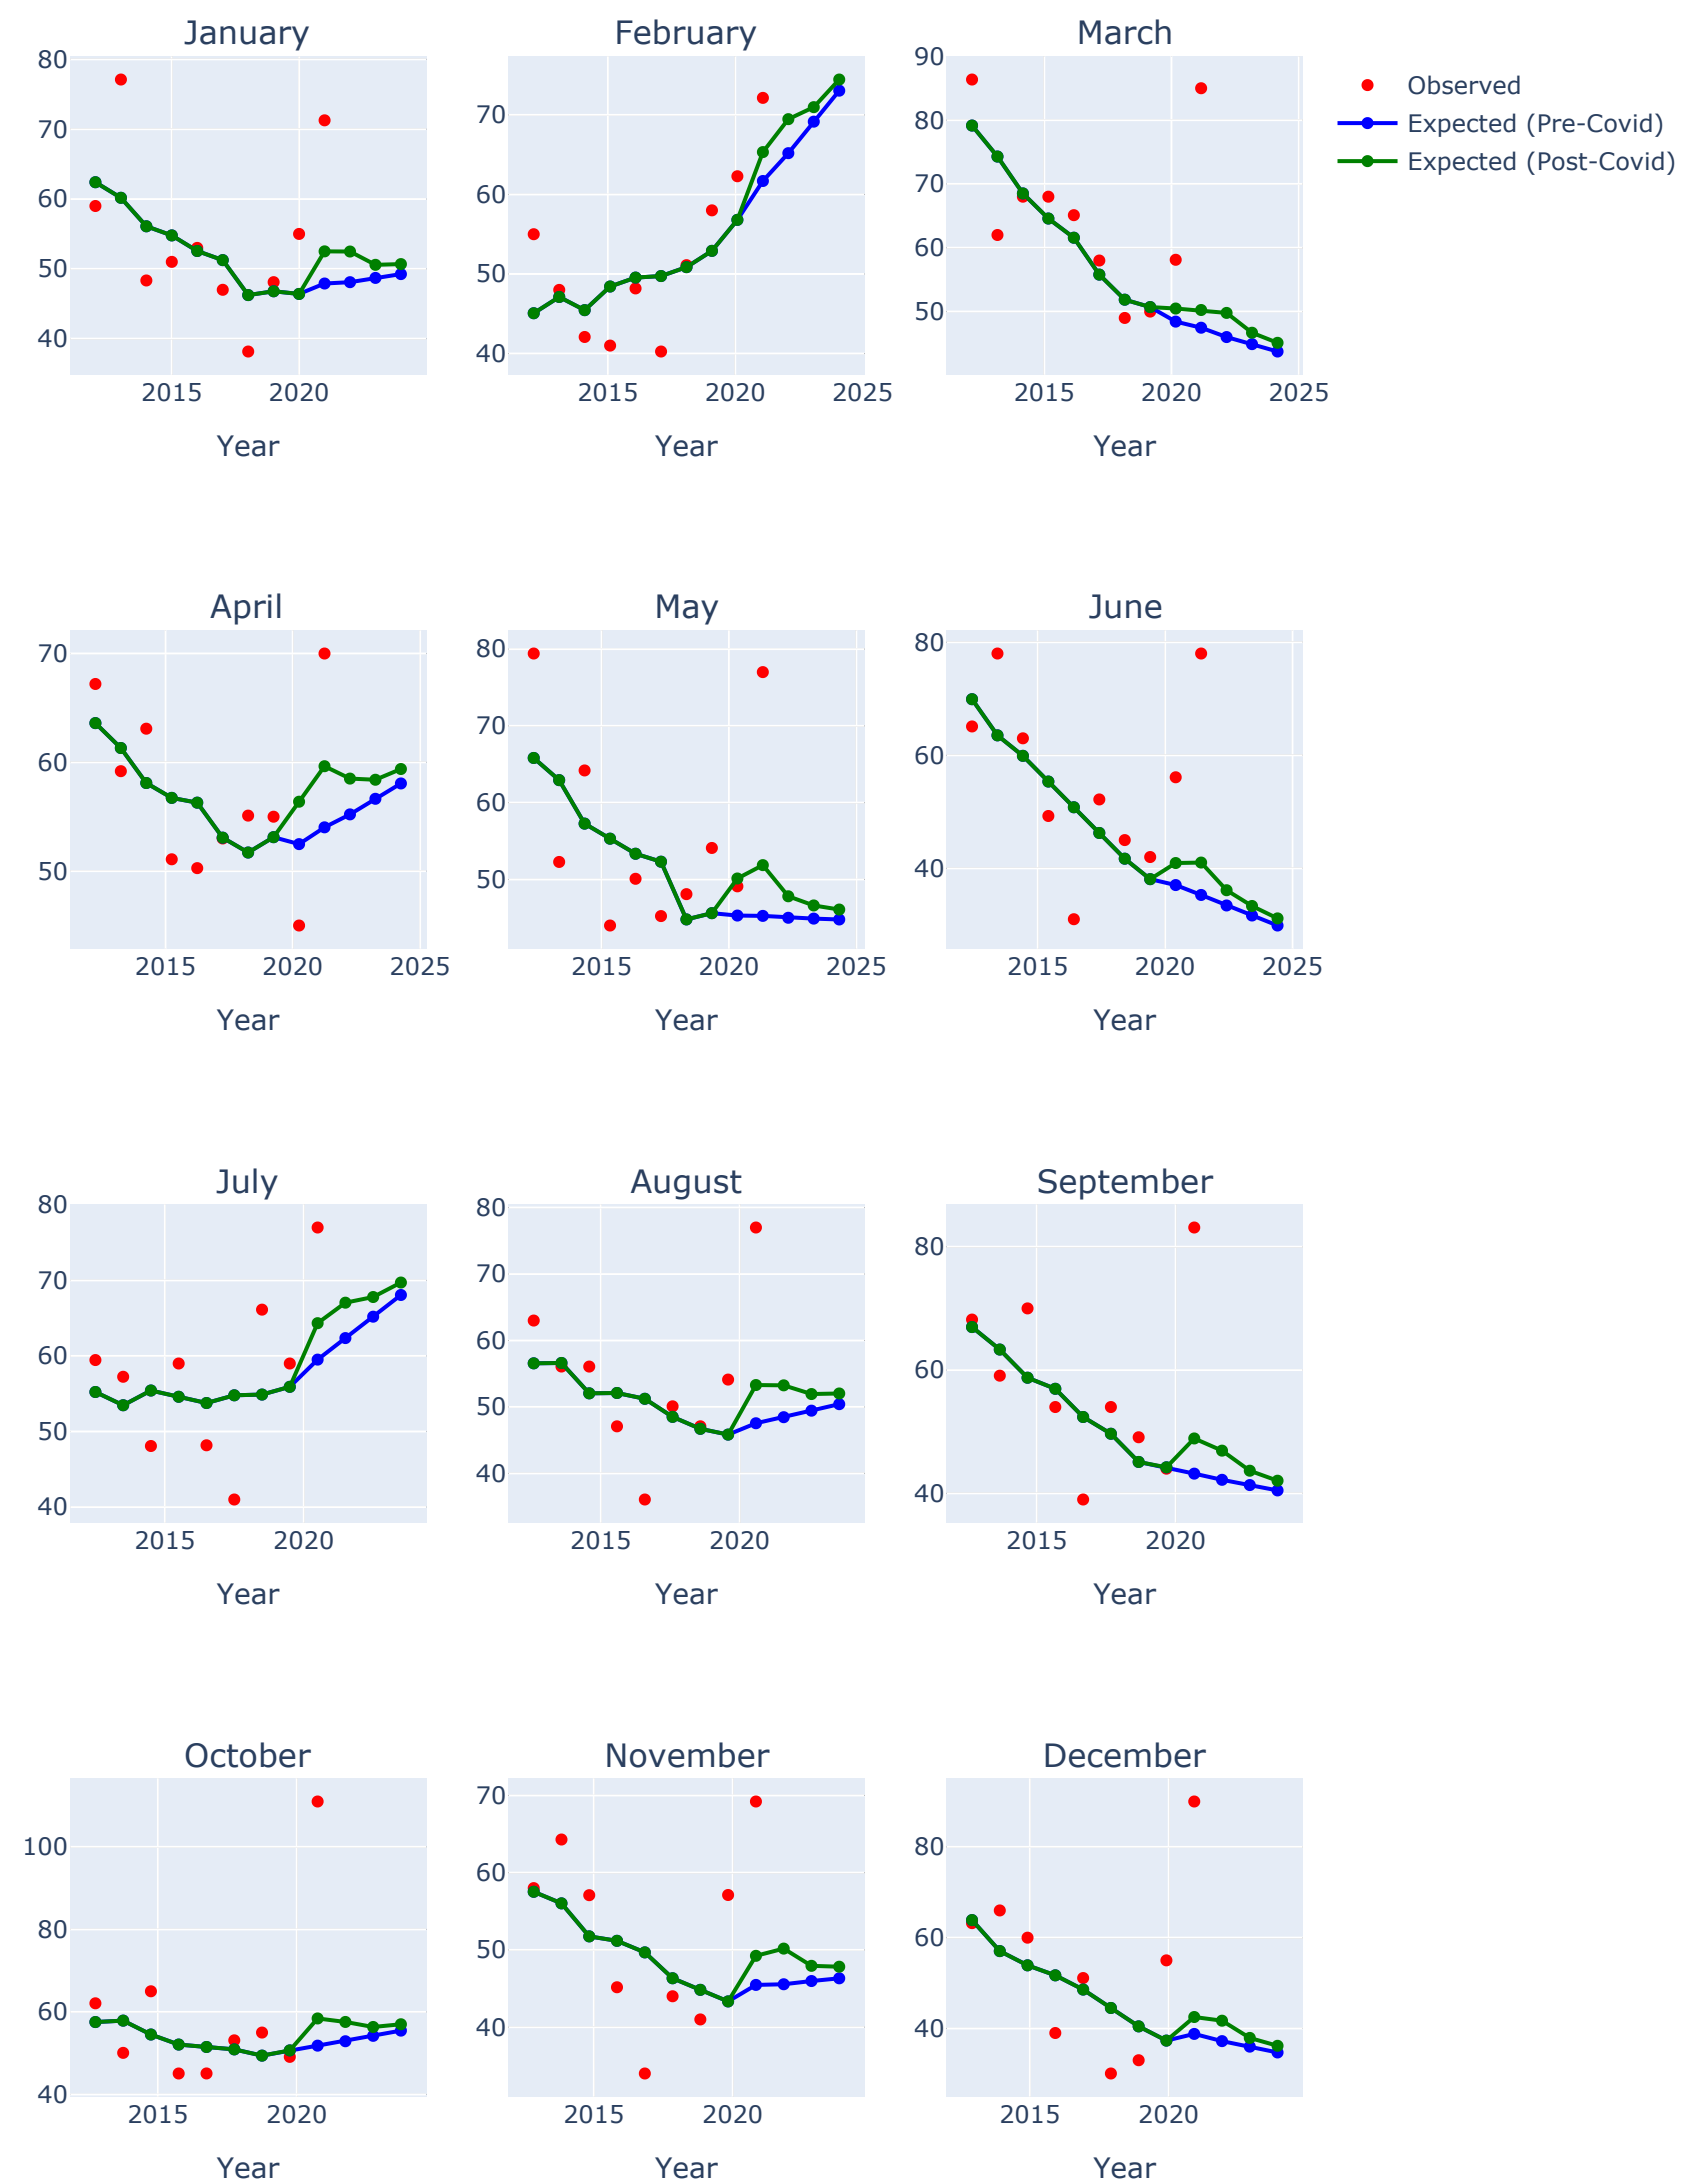 January
February
March
80
70
60
50
40
2015
2020
Year
70
60
50
40
2015
2020
2025
Year
90
80
70
60
50
2015
2020
2025
Year
Observed
Expected (Pre-Covid)
Expected (Post-Covid)
April
May
June
70
60
50
2015
2020
2025
Year
80
70
60
50
2015
2020
2025
Year
80
60
40
2015
2020
2025
Year
July
August
September
80
70
60
50
40
2015
2020
Year
80
70
60
50
40
2015
2020
Year
80
60
40
2015
2020
Year
October
November
December
100
80
60
40
2015
2020
Year
70
60
50
40
2015
2020
Year
80
60
40
2015
2020
Year